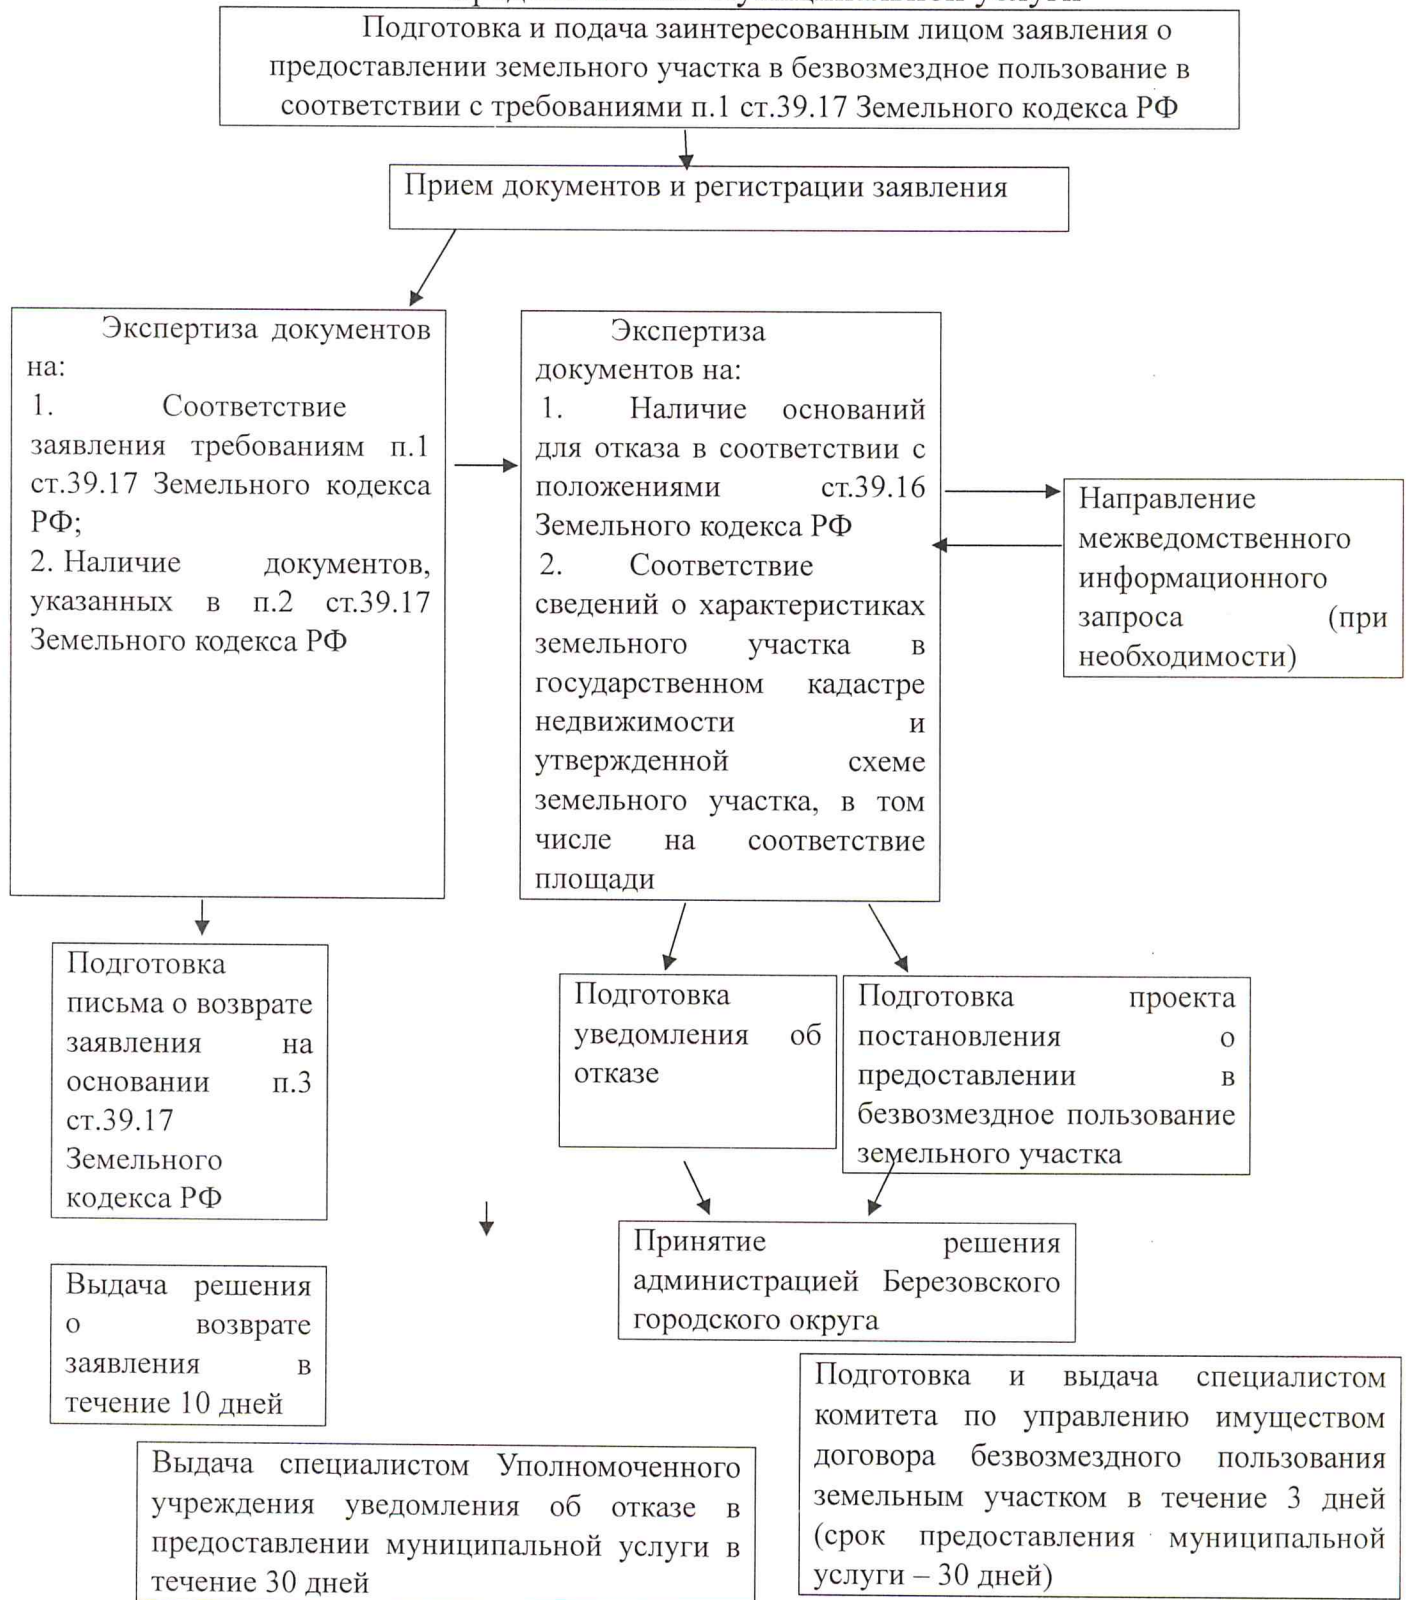 Подготовка и подача заинтересованным лицом заявления о
предоставлении земельного участка в безвозмездное пользование в
соответствии с требованиями п.1 ст.39.17 Земельного кодекса РФ
Прием документов и регистрации заявления
Экспертиза документов
на:
1. Соответствие
заявления требованиям п.1
ст.39.17 Земельного кодекса
РФ;
2. Наличие документов,
указанных в п.2 ст.39.17
Земельного кодекса РФ
Экспертиза
документов на:
1. Наличие оснований
для отказа в соответствии с
положениями ст.39.16
Земельного кодекса РФ
2. Соответствие
сведений о характеристиках
земельного участка в
государственном кадастре
недвижимости и
утвержденной схеме
земельного участка, в том
числе на соответствие
площади
Направление
межведомственного
информационного
запроса (при
необходимости)
Подготовка
письма о возврате
заявления на
основании п.3
ст.39.17
Земельного
кодекса РФ
Подготовка
уведомления об
отказе
Подготовка проекта
постановления о
предоставлении в
безвозмездное пользование
земельного участка
Принятие решения
администрацией Березовского
городского округа
Выдача решения
о возврате
заявления в
течение 10 дней
Подготовка и выдача специалистом
комитета по управлению имуществом
договора безвозмездного пользования
земельным участком в течение 3 дней
(срок предоставления муниципальной
услуги – 30 дней)
Выдача специалистом Уполномоченного
учреждения уведомления об отказе в
предоставлении муниципальной услуги в
течение 30 дней